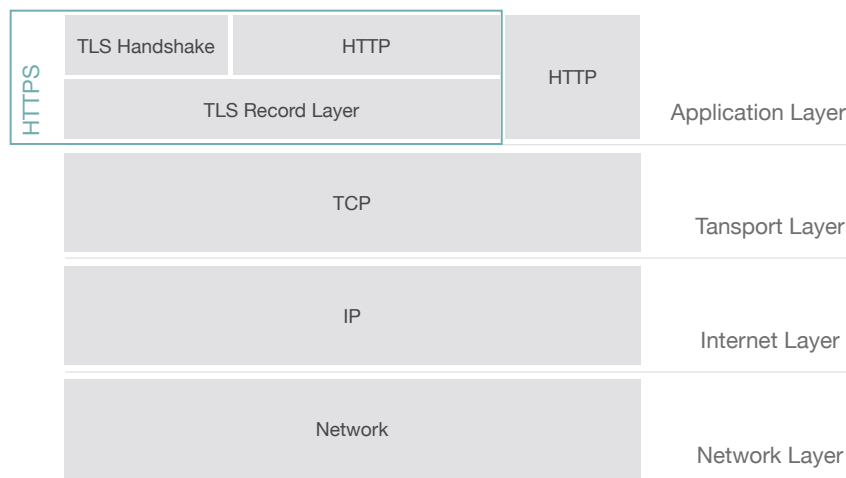 HTTPS
TLS Handshake
HTTP
HTTP
TLS Record Layer
Application Layer
TCP
Tansport Layer
IP
Internet Layer
Network
Network Layer